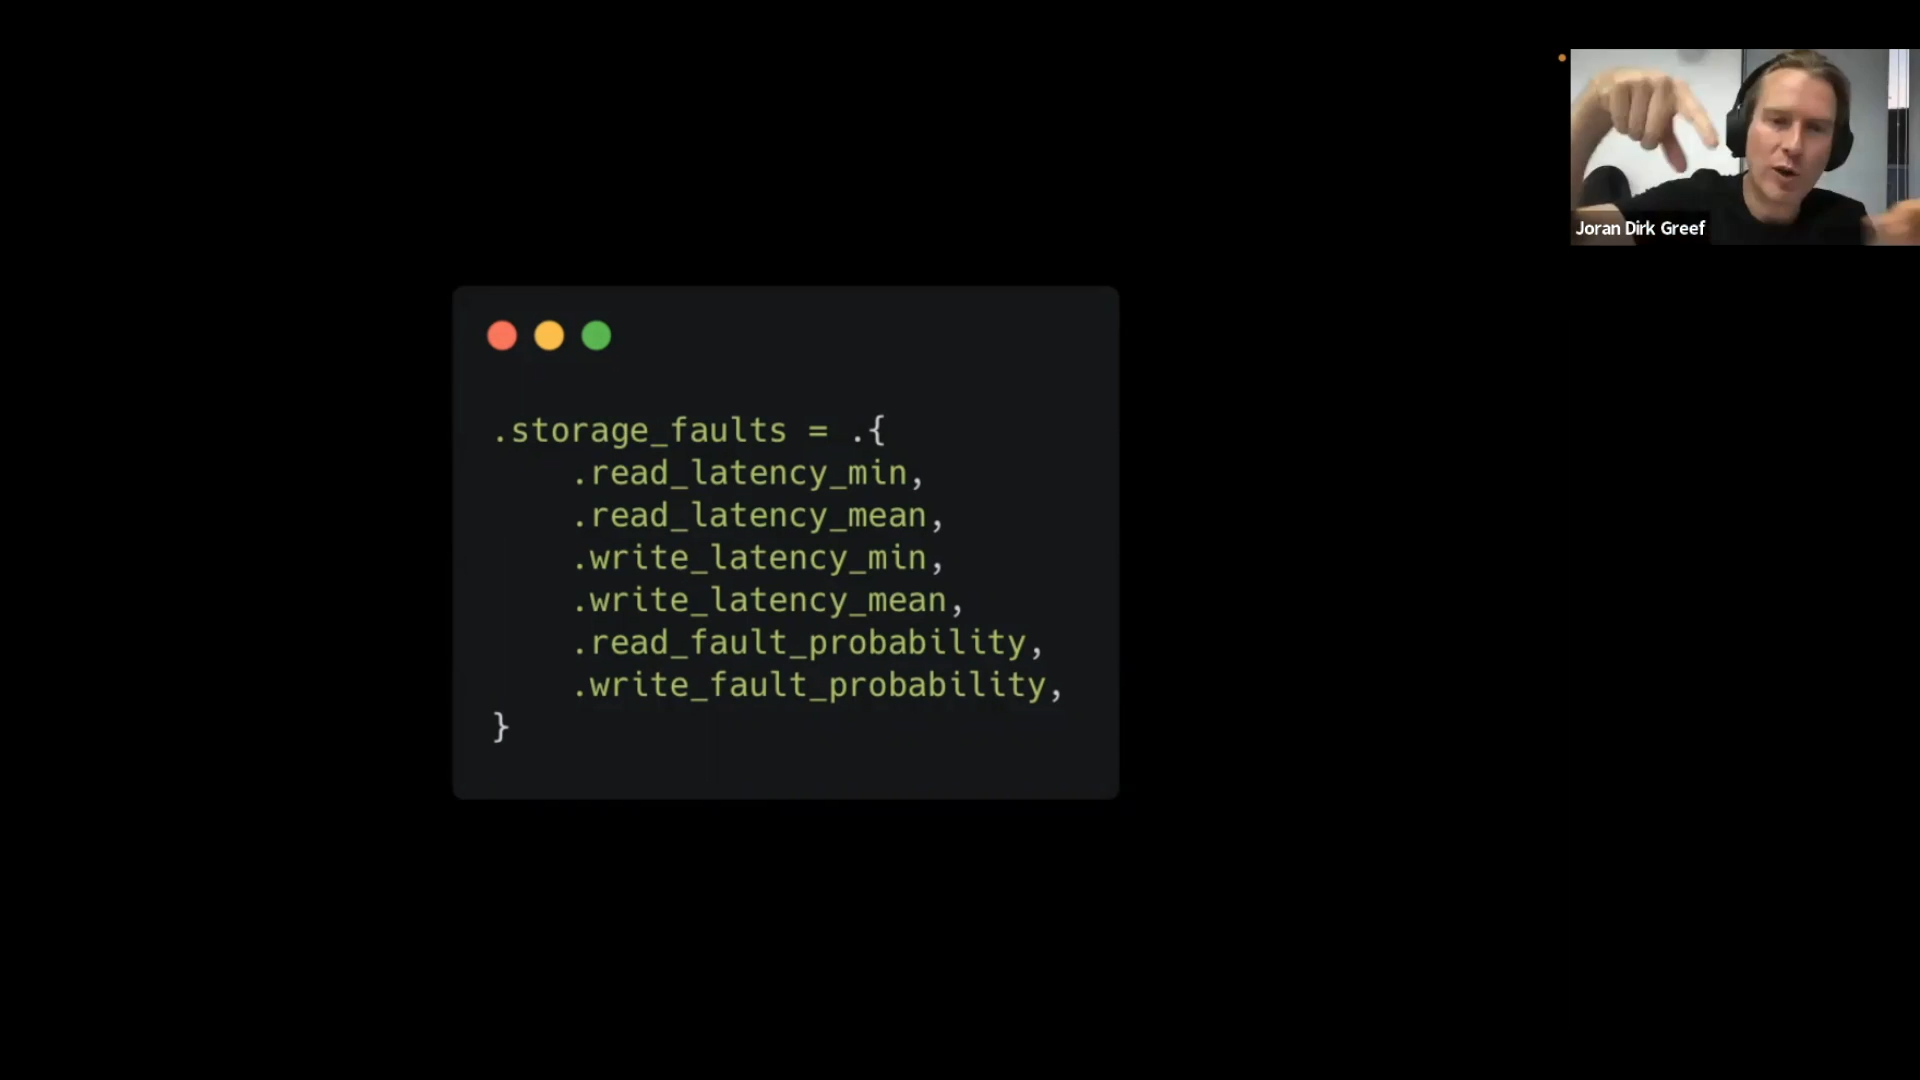 Joran Dirk Greef
.storage_faults = .{
    .read_latency_min,
    .read_latency_mean,
    .write_latency_min,
    .write_latency_mean,
    .read_fault_probability,
    .write_fault_probability,
}